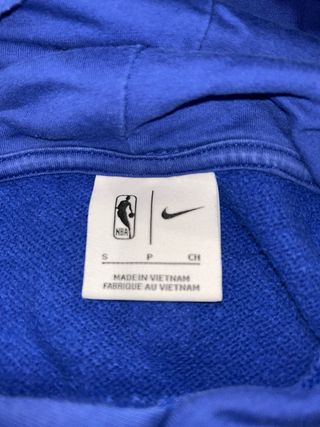 NBA
S P CH
MADE IN VIETNAM
FABRIQUE AU VIETNAM